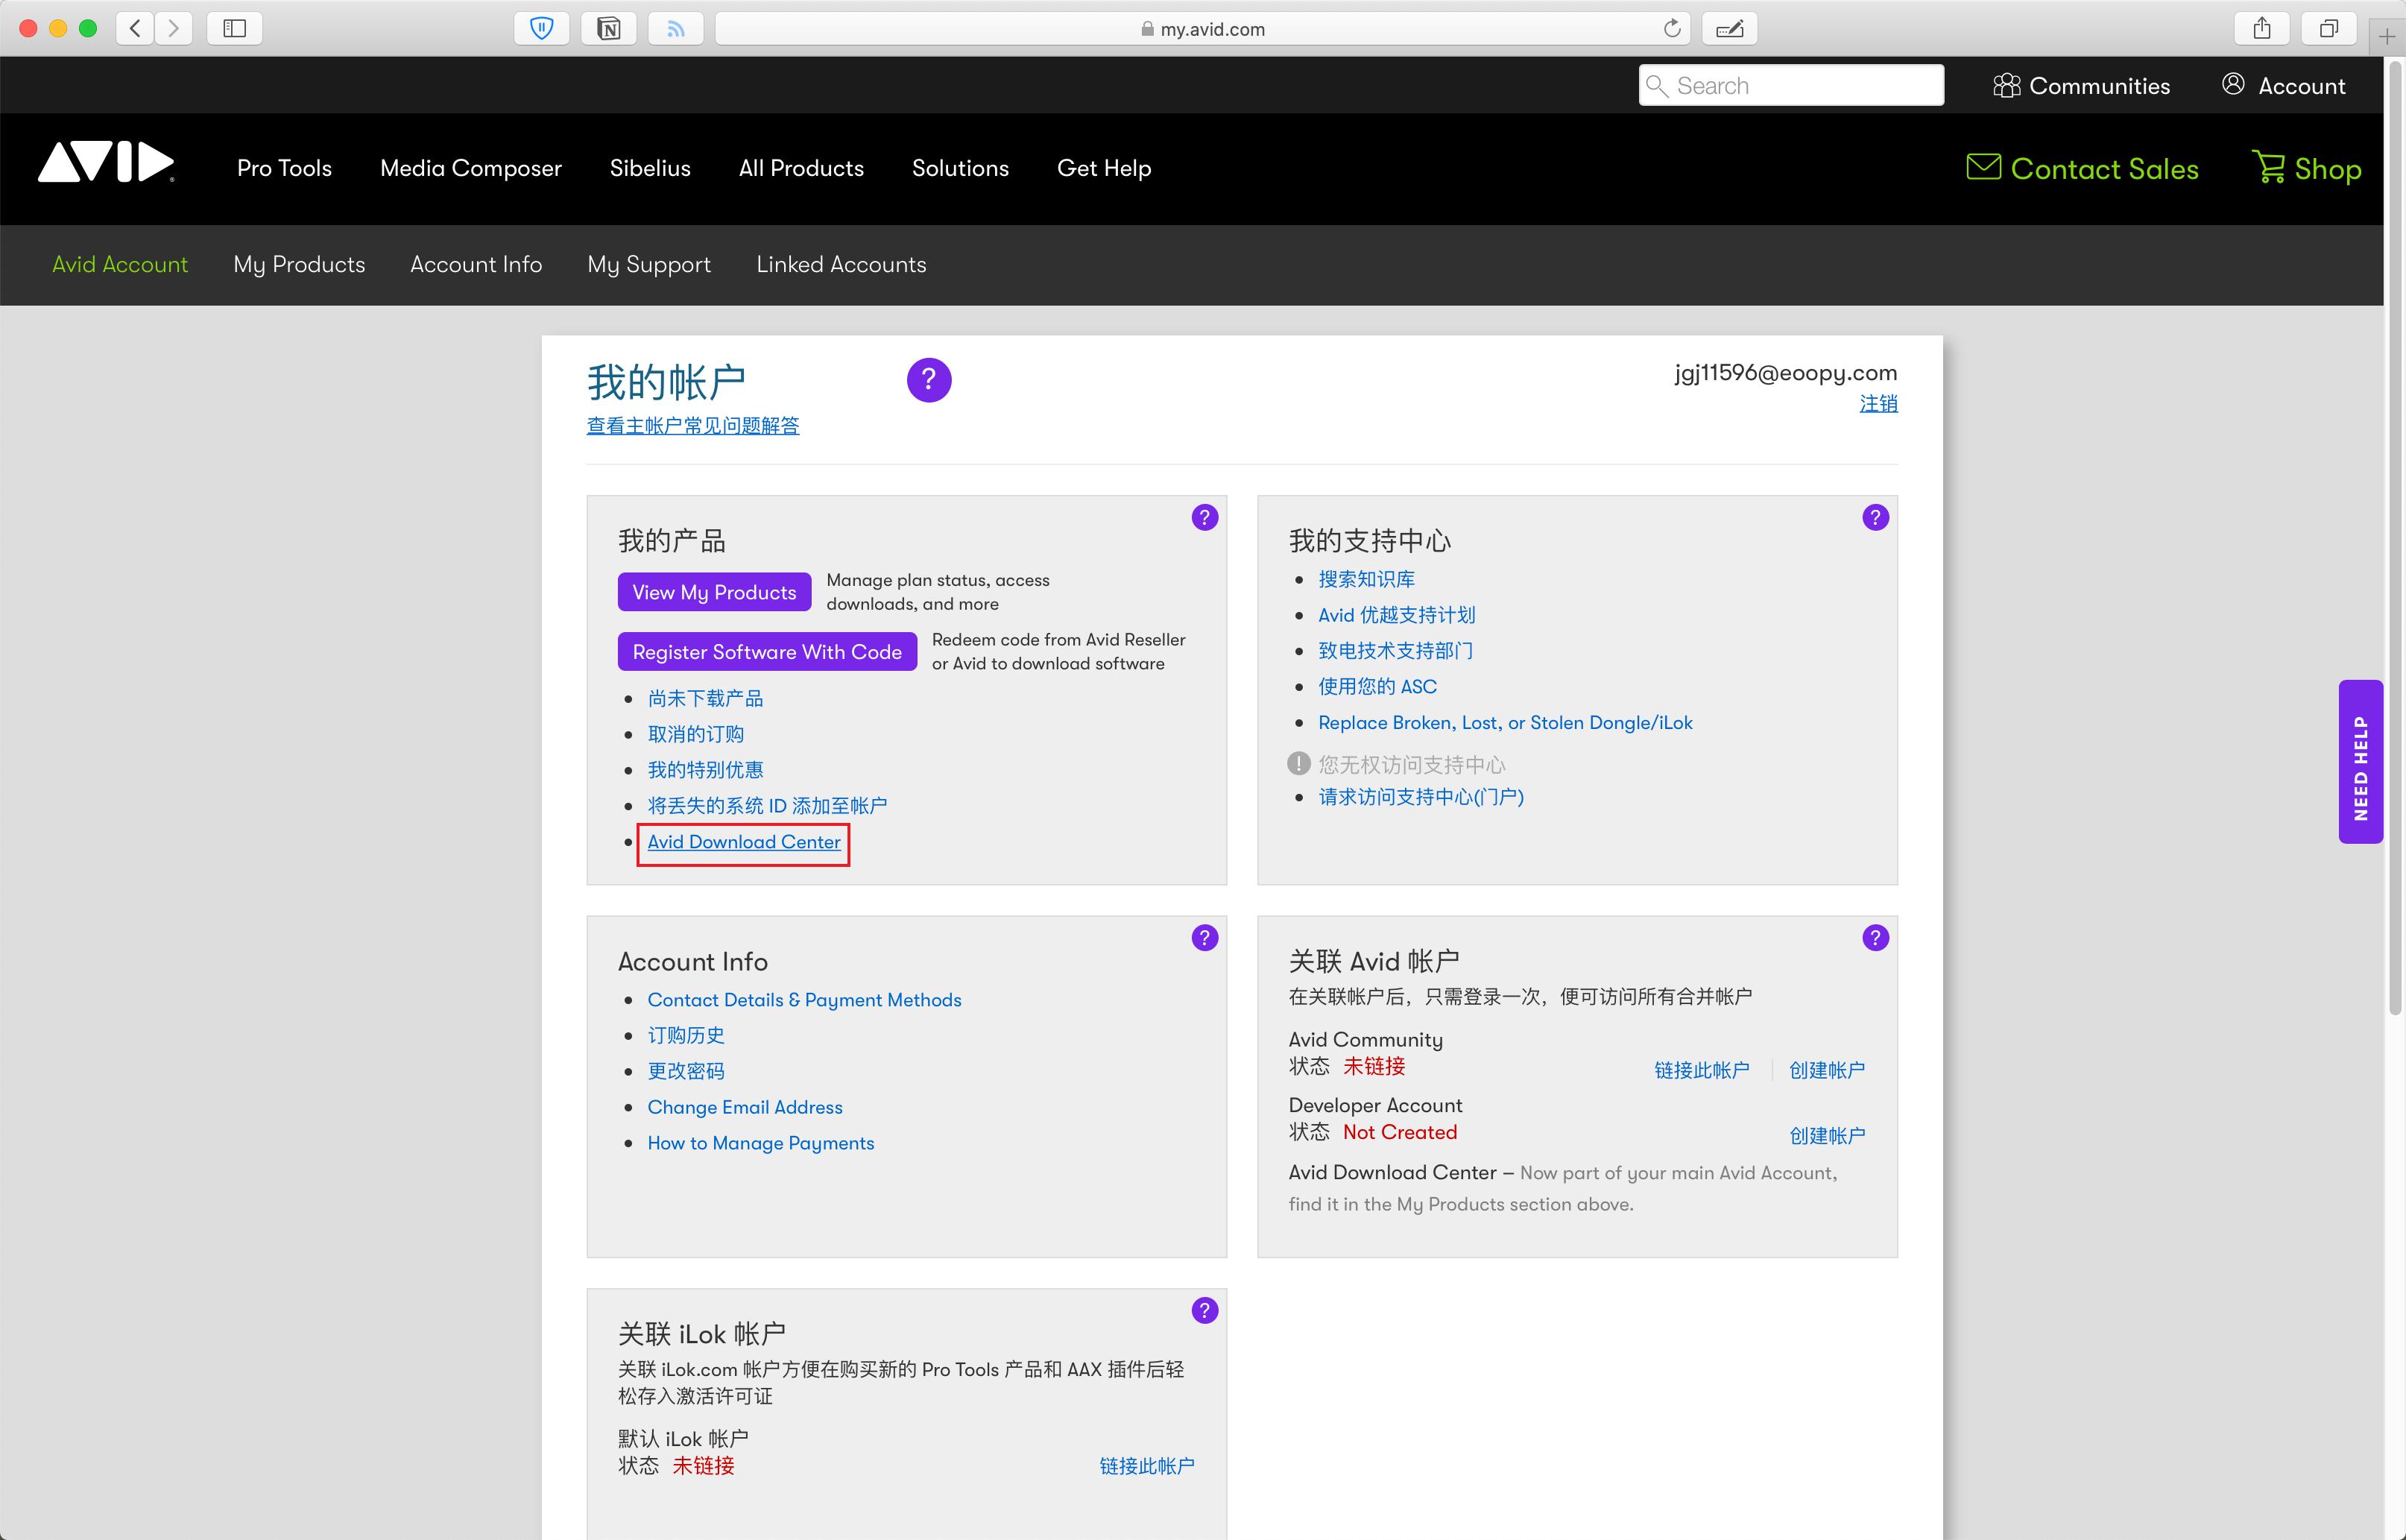 my.avid.com
Search
Communities
Account
AVID
Pro Tools
Media Composer
Sibelius
All Products
Solutions
Get Help
Contact Sales
Shop
Avid Account
My Products
Account Info
My Support
Linked Accounts
我的帐户
?
jgj11596@eoopy.com
查看主帐户常见问题解答
注销
?
我的产品
View My Products
Manage plan status, access
downloads, and more
Register Software With Code
Redeem code from Avid Reseller
or Avid to download software
尚未下载产品
取消的订购
我的特别优惠
将丢失的系统 ID 添加至帐户
Avid Download Center
?
我的支持中心
搜索知识库
Avid 优越支持计划
致电技术支持部门
使用您的 ASC
Replace Broken, Lost, or Stolen Dongle/iLok
您无权访问支持中心
请求访问支持中心(门户)
NEED HELP
?
Account Info
Contact Details & Payment Methods
订购历史
更改密码
Change Email Address
How to Manage Payments
?
关联 Avid 帐户
在关联帐户后，只需登录一次，便可访问所有合并帐户
Avid Community
状态 未链接
链接此帐户
创建帐户
Developer Account
状态 Not Created
创建帐户
Avid Download Center – Now part of your main Avid Account,
find it in the My Products section above.
?
关联 iLok 帐户
关联 iLok.com 帐户方便在购买新的 Pro Tools 产品和 AAX 插件后轻
松存入激活许可证
默认 iLok 帐户
状态 未链接
链接此帐户